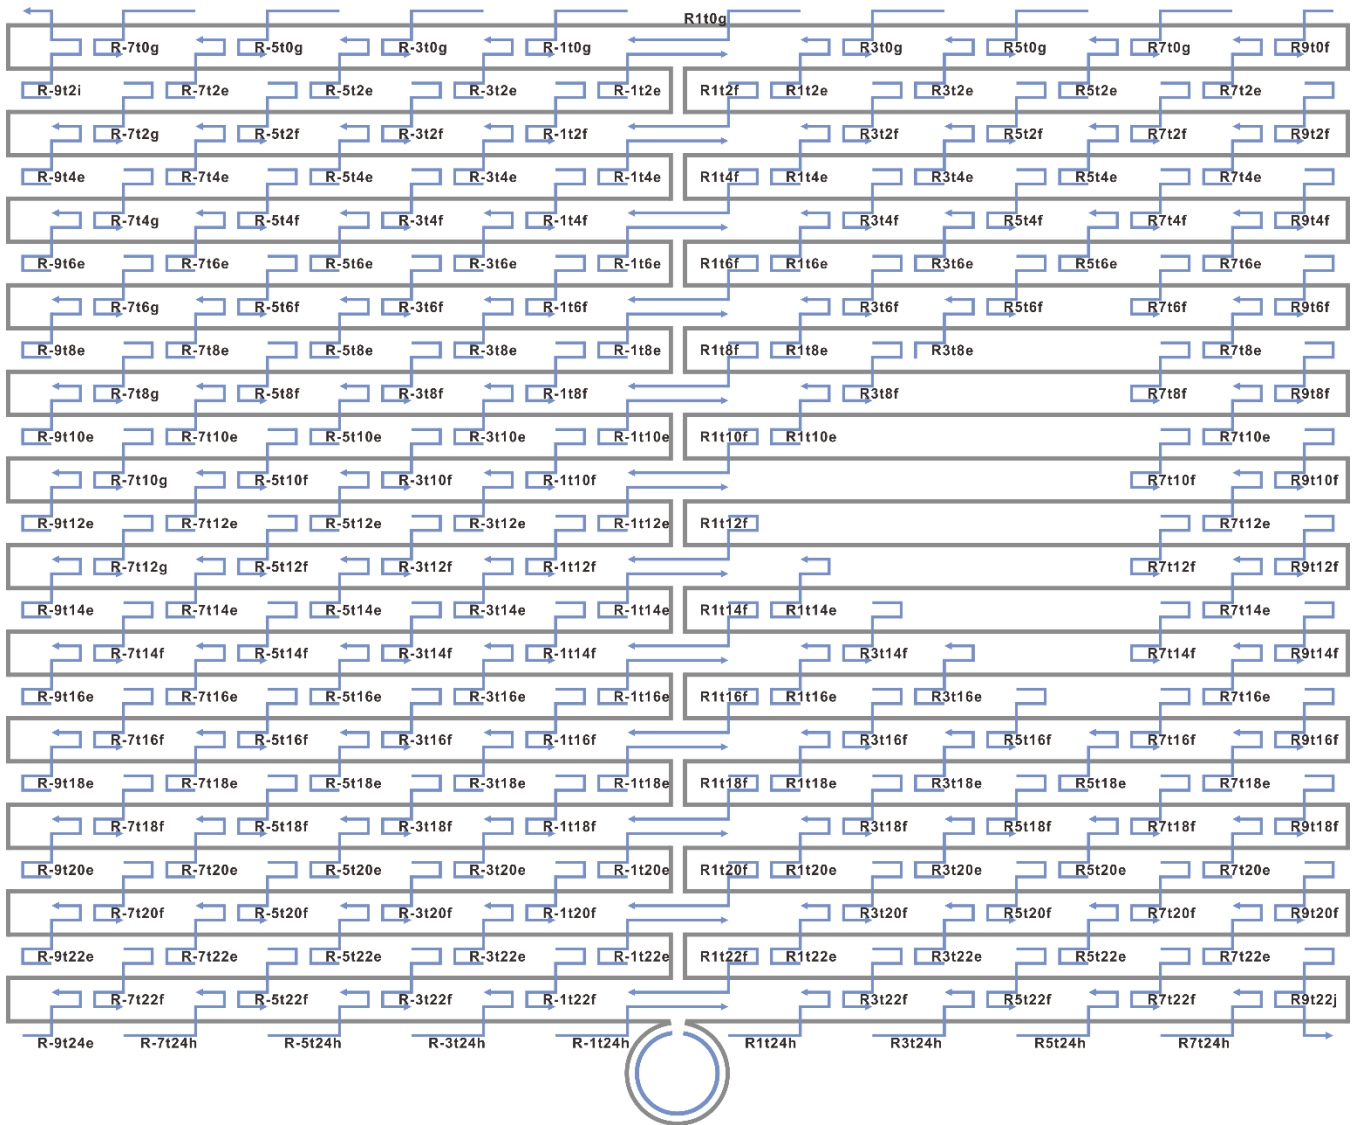 R1t0g
R-7t0g R-5t0g R-3t0g R-1t0g R3t0g R5t0g R7t0g R9t0f
R-9t2i R-7t2e R-5t2e R-3t2e R-1t2e R1t2f R1t2e R3t2e R5t2e R7t2e
R-7t2g R-5t2f R-3t2f R-1t2f R3t2f R5t2f R7t2f R9t2f
R-9t4e R-7t4e R-5t4e R-3t4e R-1t4e R1t4f R1t4e R3t4e R5t4e R7t4e
R-7t4g R-5t4f R-3t4f R-1t4f R3t4f R5t4f R7t4f R9t4f
R-9t6e R-7t6e R-5t6e R-3t6e R-1t6e R1t6f R1t6e R3t6e R5t6e R7t6e
R-7t6g R-5t6f R-3t6f R-1t6f R3t6f R5t6f R7t6f R9t6f
R-9t8e R-7t8e R-5t8e R-3t8e R-1t8e R1t8f R1t8e R3t8e R7t8e
R-7t8g R-5t8f R-3t8f R-1t8f R3t8f R7t8f R9t8f
R-9t10e R-7t10e R-5t10e R-3t10e R-1t10e R1t10f R1t10e R7t10e
R-7t10g R-5t10f R-3t10f R-1t10f R7t10f R9t10f
R-9t12e R-7t12e R-5t12e R-3t12e R-1t12e R1t12f R7t12e
R-7t12g R-5t12f R-3t12f R-1t12f R7t12f R9t12f
R-9t14e R-7t14e R-5t14e R-3t14e R-1t14e R1t14f R1t14e R7t14e
R-7t14f R-5t14f R-3t14f R-1t14f R3t14f R7t14f R9t14f
R-9t16e R-7t16e R-5t16e R-3t16e R-1t16e R1t16f R1t16e R3t16e R7t16e
R-7t16f R-5t16f R-3t16f R-1t16f R3t16f R5t16f R7t16f R9t16f
R-9t18e R-7t18e R-5t18e R-3t18e R-1t18e R1t18f R1t18e R3t18e R5t18e R7t18e
R-7t18f R-5t18f R-3t18f R-1t18f R3t18f R5t18f R7t18f R9t18f
R-9t20e R-7t20e R-5t20e R-3t20e R-1t20e R1t20f R1t20e R3t20e R5t20e R7t20e
R-7t20f R-5t20f R-3t20f R-1t20f R3t20f R5t20f R7t20f R9t20f
R-9t22e R-7t22e R-5t22e R-3t22e R-1t22e R1t22f R1t22e R3t22e R5t22e R7t22e
R-7t22f R-5t22f R-3t22f R-1t22f R3t22f R5t22f R7t22f R9t22j
R-9t24e R-7t24h R-5t24h R-3t24h R-1t24h R1t24h R3t24h R5t24h R7t24h